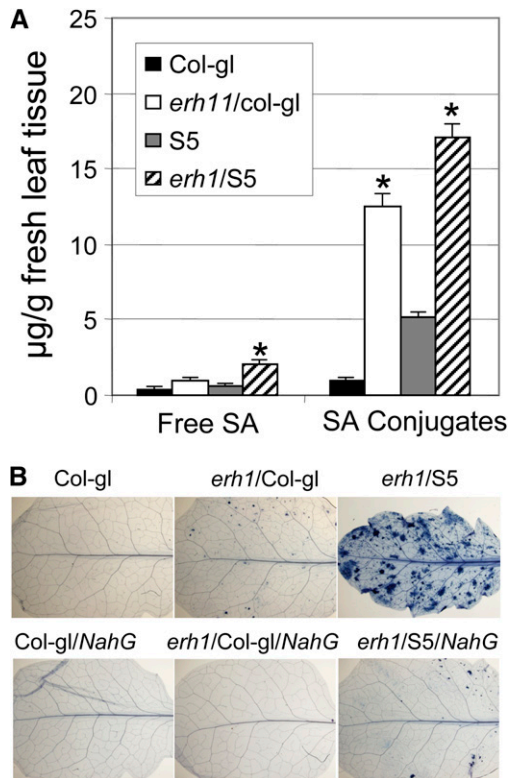 A
25
20
15
10
5
0
µg/g fresh leaf tissue
Col-gl
erh11/col-gl
S5
erh1/S5
*
*
*
Free SA
SA Conjugates
B
Col-gl
erh1/Col-gl
erh1/S5
Col-gl/NahG
erh1/Col-gl/NahG
erh1/S5/NahG